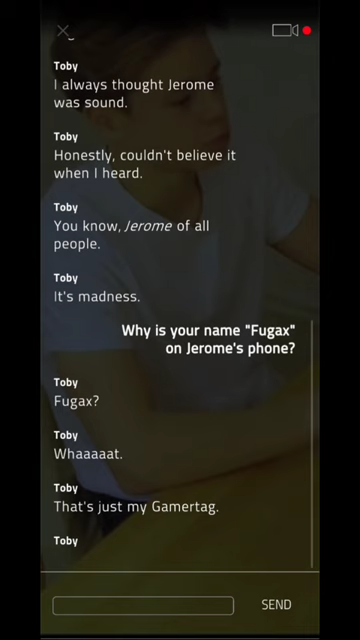 Toby
I always thought Jerome
was sound.
Toby
Honestly, couldn't believe it
when I heard.
Toby
You know, Jerome of all
people.
Toby
It's madness.
Why is your name "Fugax"
on Jerome's phone?
Toby
Fugax?
Toby
Whaaaaat.
Toby
That's just my Gamertag.
Toby
SEND